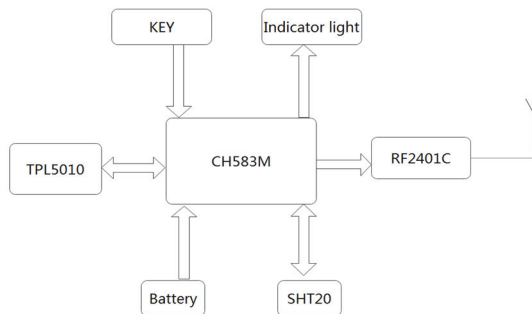 KEY
Indicator light
TPL5010
CH583M
RF2401C
Battery
SHT20